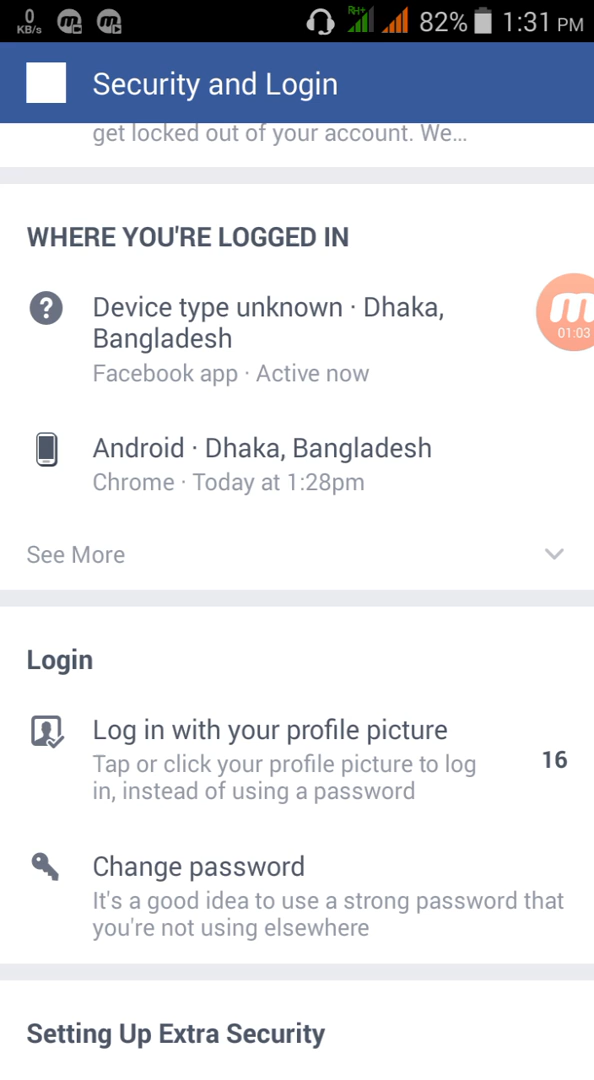 0 KB/s RH+ 82% 1:31 PM
Security and Login
get locked out of your account. We...
WHERE YOU'RE LOGGED IN
Device type unknown · Dhaka,
Bangladesh
Facebook app · Active now
m
01:03
Android · Dhaka, Bangladesh
Chrome · Today at 1:28pm
See More
Login
Log in with your profile picture
Tap or click your profile picture to log
in, instead of using a password
16
Change password
It's a good idea to use a strong password that
you're not using elsewhere
Setting Up Extra Security